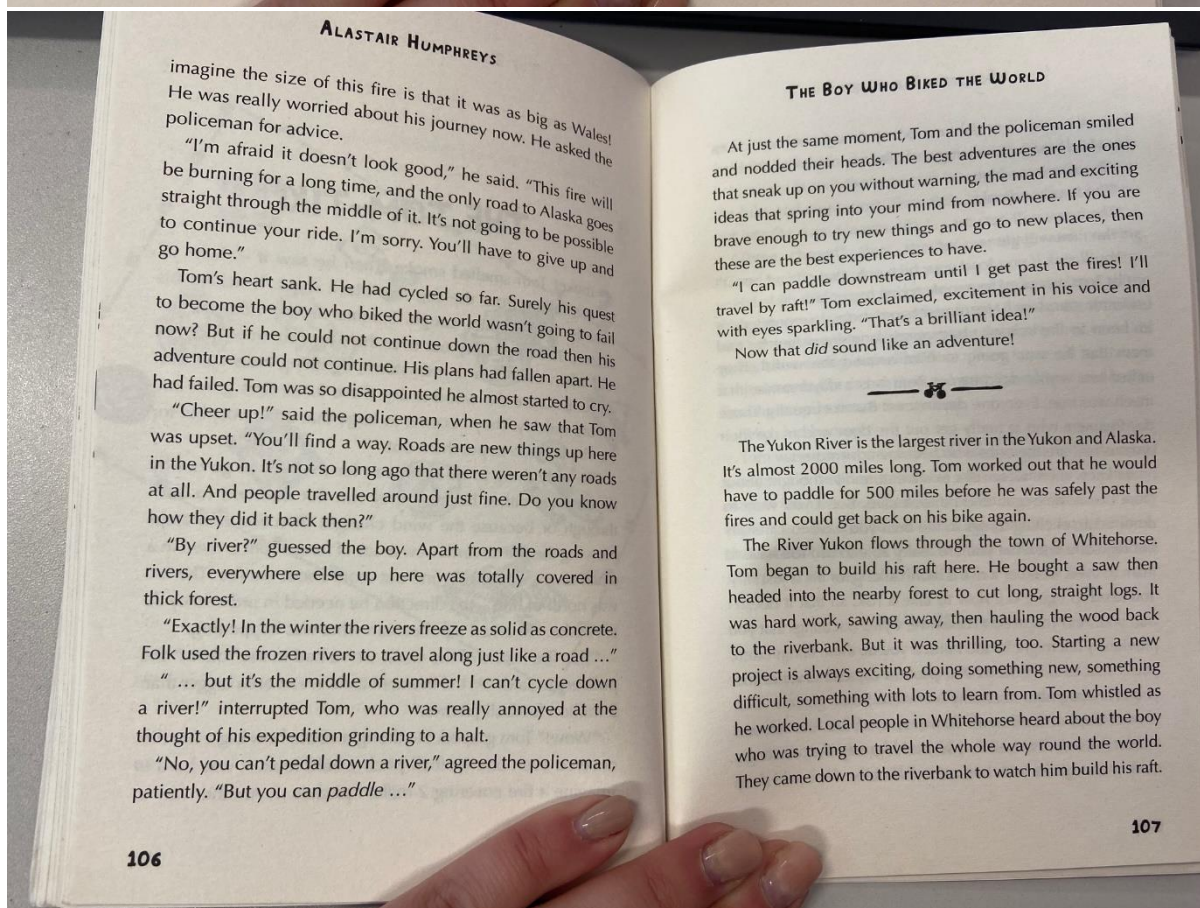 ALASTAIR HUMPHREYS
imagine the size of this fire is that it was as big as Wales!
He was really worried about his journey now. He asked the
policeman for advice.
“I’m afraid it doesn’t look good,” he said. “This fire will
be burning for a long time, and the only road to Alaska goes
straight through the middle of it. It’s not going to be possible
to continue your ride. I’m sorry. You’ll have to give up and
go home.”
Tom’s heart sank. He had cycled so far. Surely his quest
to become the boy who biked the world wasn’t going to fail
now? But if he could not continue down the road then his
adventure could not continue. His plans had fallen apart. He
had failed. Tom was so disappointed he almost started to cry.
“Cheer up!” said the policeman, when he saw that Tom
was upset. “You’ll find a way. Roads are new things up here
in the Yukon. It’s not so long ago that there weren’t any roads
at all. And people travelled around just fine. Do you know
how they did it back then?”
“By river?” guessed the boy. Apart from the roads and
rivers, everywhere else up here was totally covered in
thick forest.
“Exactly! In the winter the rivers freeze as solid as concrete.
Folk used the frozen rivers to travel along just like a road ...”
“ ... but it’s the middle of summer! I can’t cycle down
a river!” interrupted Tom, who was really annoyed at the
thought of his expedition grinding to a halt.
“No, you can’t pedal down a river,” agreed the policeman,
patiently. “But you can paddle ...”
106
THE BOY WHO BIKED THE WORLD
At just the same moment, Tom and the policeman smiled
and nodded their heads. The best adventures are the ones
that sneak up on you without warning, the mad and exciting
ideas that spring into your mind from nowhere. If you are
brave enough to try new things and go to new places, then
these are the best experiences to have.
“I can paddle downstream until I get past the fires! I’ll
travel by raft!” Tom exclaimed, excitement in his voice and
with eyes sparkling. “That’s a brilliant idea!”
Now that did sound like an adventure!
The Yukon River is the largest river in the Yukon and Alaska.
It’s almost 2000 miles long. Tom worked out that he would
have to paddle for 500 miles before he was safely past the
fires and could get back on his bike again.
The River Yukon flows through the town of Whitehorse.
Tom began to build his raft here. He bought a saw then
headed into the nearby forest to cut long, straight logs. It
was hard work, sawing away, then hauling the wood back
to the riverbank. But it was thrilling, too. Starting a new
project is always exciting, doing something new, something
difficult, something with lots to learn from. Tom whistled as
he worked. Local people in Whitehorse heard about the boy
who was trying to travel the whole way round the world.
They came down to the riverbank to watch him build his raft.
107